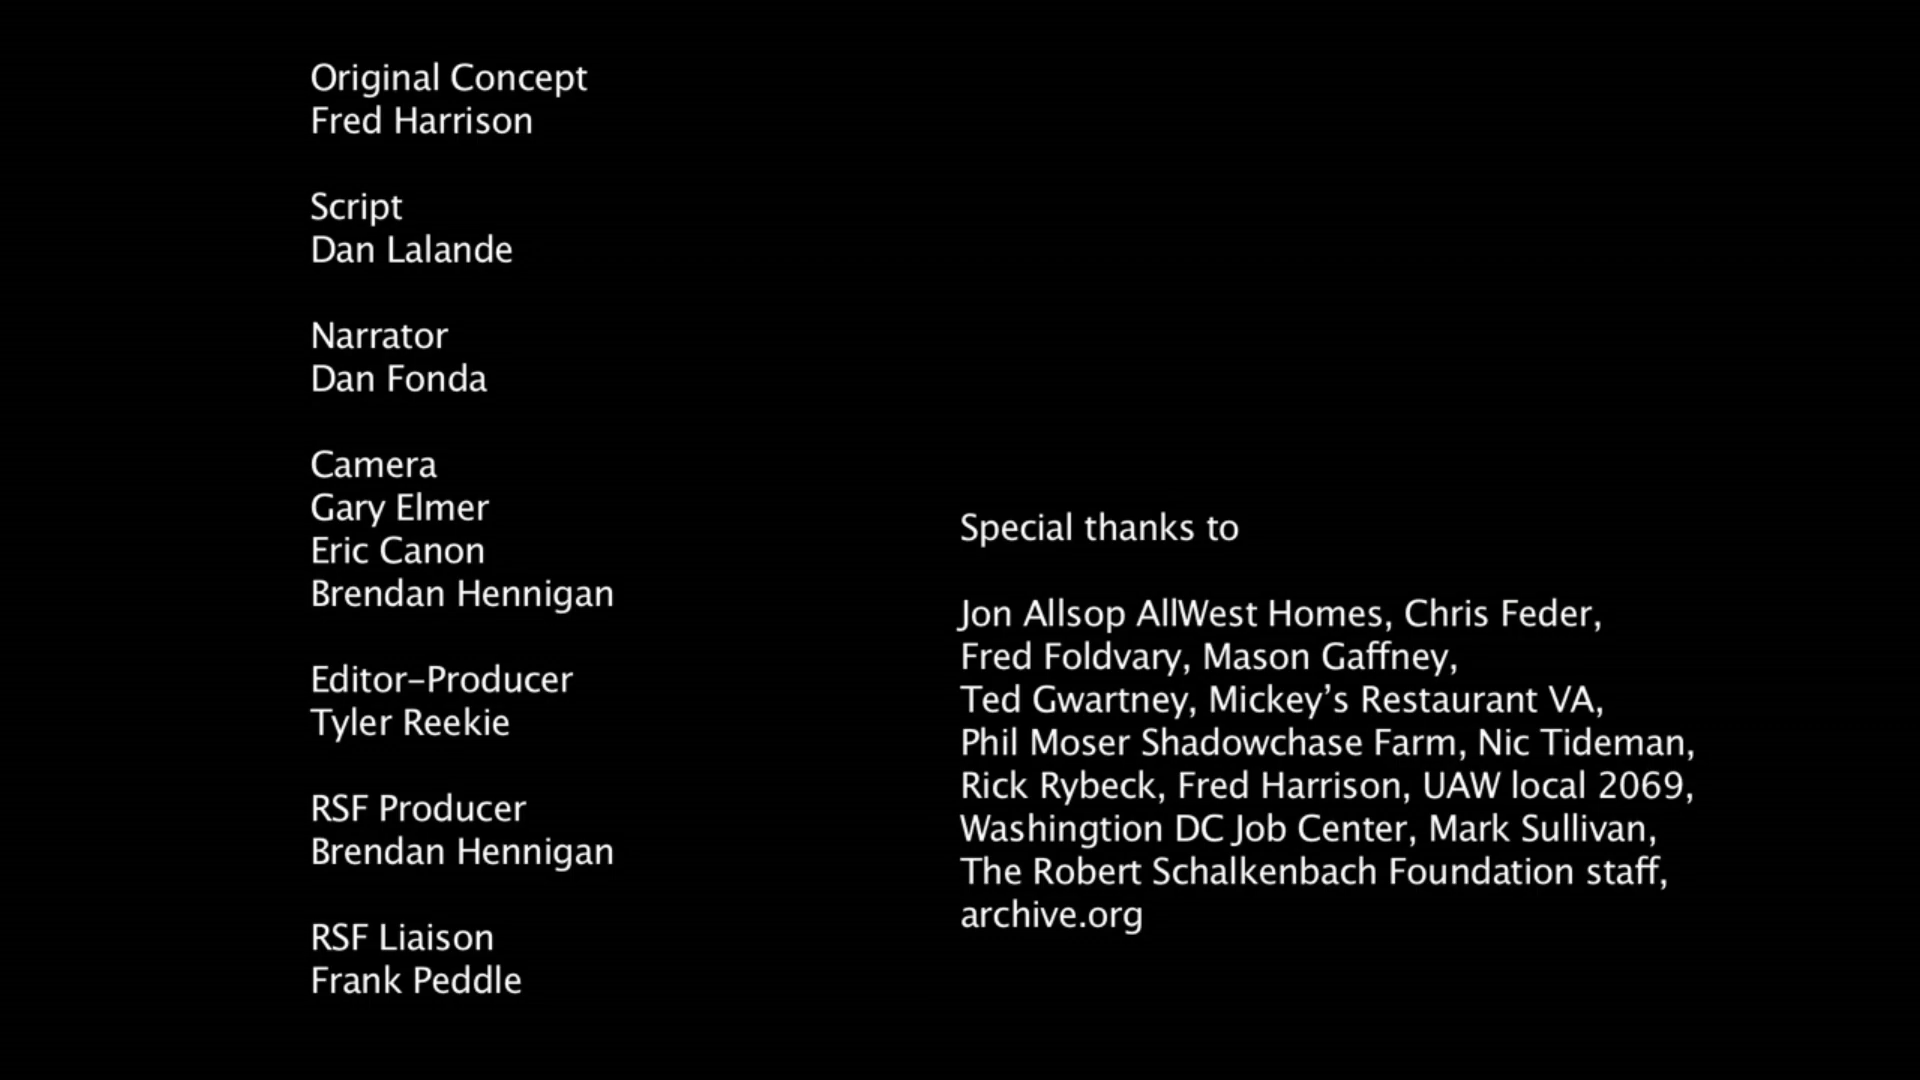 Original Concept
Fred Harrison
Script
Dan Lalande
Narrator
Dan Fonda
Camera
Gary Elmer
Eric Canon
Brendan Hennigan
Editor–Producer
Tyler Reekie
RSF Producer
Brendan Hennigan
RSF Liaison
Frank Peddle
Special thanks to
Jon Allsop AllWest Homes, Chris Feder,
Fred Foldvary, Mason Gaffney,
Ted Gwartney, Mickey’s Restaurant VA,
Phil Moser Shadowchase Farm, Nic Tideman,
Rick Rybeck, Fred Harrison, UAW local 2069,
Washingtion DC Job Center, Mark Sullivan,
The Robert Schalkenbach Foundation staff,
archive.org